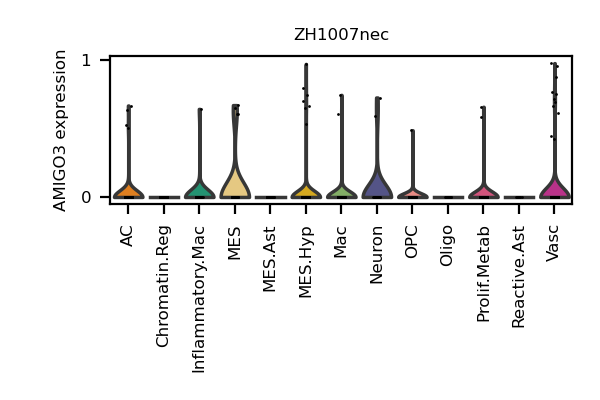 ZH1007nec
AMIGO3 expression
1
0
AC
Chromatin.Reg
Inflammatory.Mac
MES
MES.Ast
MES.Hyp
Mac
Neuron
OPC
Oligo
Prolif.Metab
Reactive.Ast
Vasc